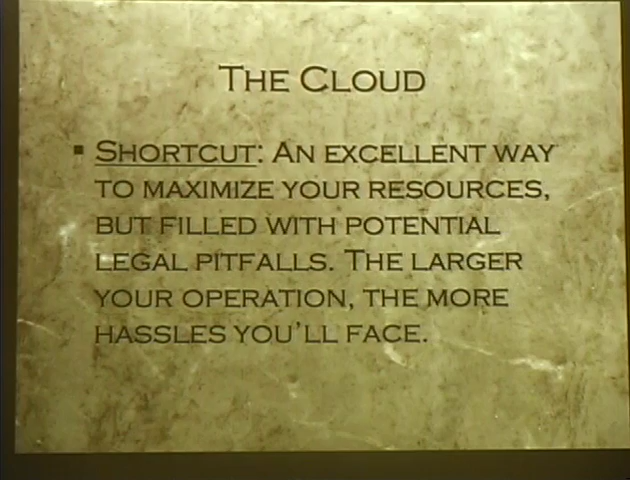 The Cloud
▪ Shortcut: An excellent way
to maximize your resources,
but filled with potential
legal pitfalls. The larger
your operation, the more
hassles you'll face.